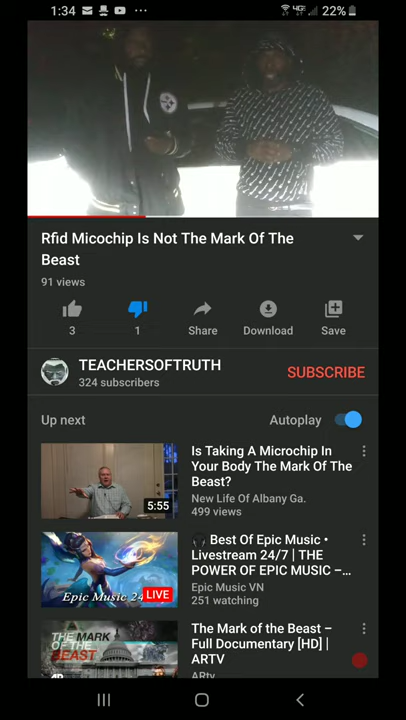 1:34
22%
Rfid Micochip Is Not The Mark Of The
Beast
91 views
3
1
Share
Download
Save
TEACHERSOFTRUTH
324 subscribers
SUBSCRIBE
Up next
Autoplay
Is Taking A Microchip In
Your Body The Mark Of The
Beast?
New Life Of Albany Ga.
499 views
5:55
Best Of Epic Music •
Livestream 24/7 | THE
POWER OF EPIC MUSIC –...
Epic Music VN
251 watching
Epic Music 24
LIVE
The Mark of the Beast –
Full Documentary [HD] |
ARTV
ARtv
THE MARK
OF THE
BEAST